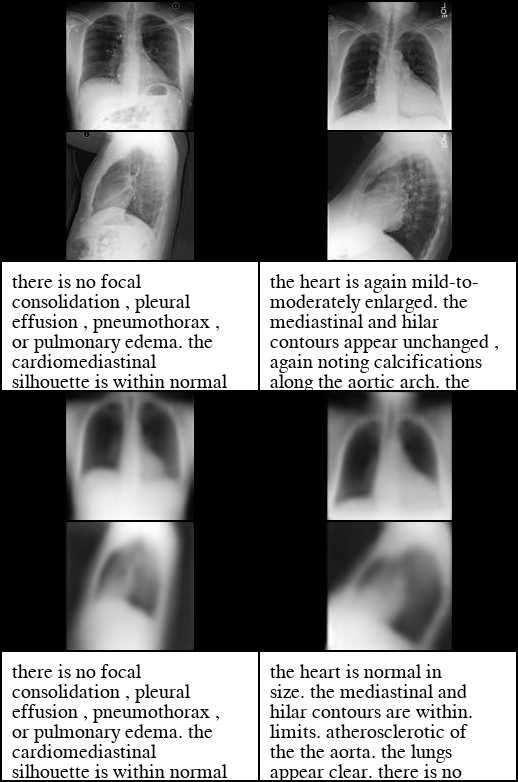 there is no focal
consolidation , pleural
effusion , pneumothorax ,
or pulmonary edema. the
cardiomediastinal
silhouette is within normal
the heart is again mild-to-
moderately enlarged. the
mediastinal and hilar
contours appear unchanged ,
again noting calcifications
along the aortic arch. the
there is no focal
consolidation , pleural
effusion , pneumothorax ,
or pulmonary edema. the
cardiomediastinal
silhouette is within normal
the heart is normal in
size. the mediastinal and
hilar contours are within.
limits. atherosclerotic of
the the aorta. the lungs
appear clear. there is no